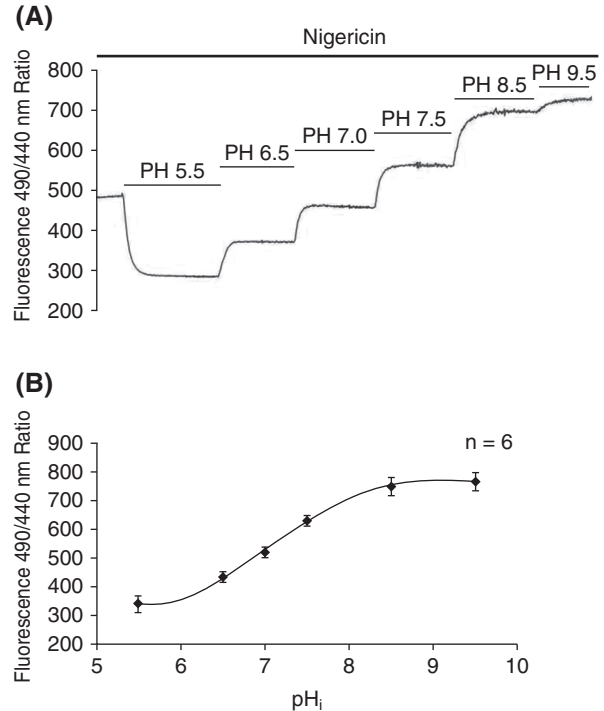 (A)
Nigericin
Fluorescence 490/440 nm Ratio
800
700
600
500
400
300
200
PH 5.5
PH 6.5
PH 7.0
PH 7.5
PH 8.5
PH 9.5
(B)
Fluorescence 490/440 nm Ratio
900
800
700
600
500
400
300
200
n = 6
5 6 7 8 9 10
pHi